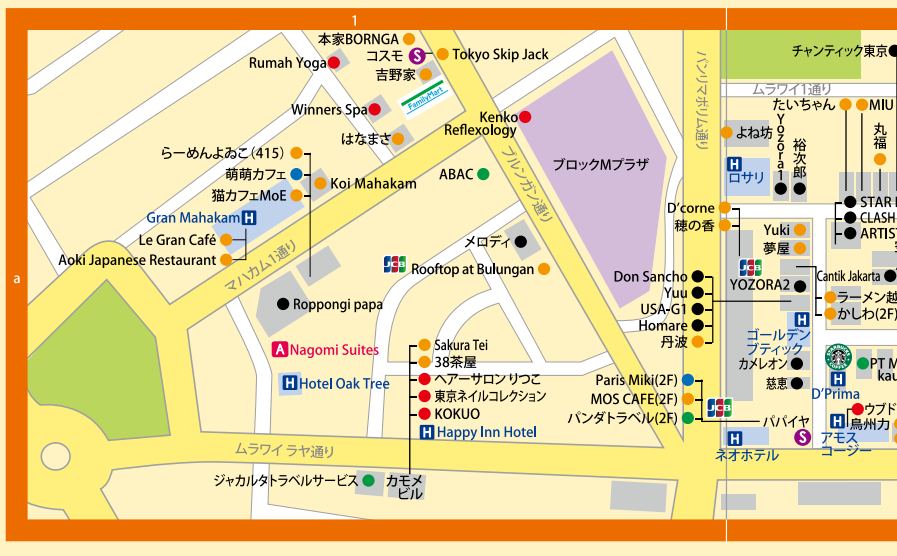 1
a
本家BORNGA
コスモ
S
Tokyo Skip Jack
吉野家
FamilyMart
Rumah Yoga
Winners Spa
はなまさ
Kenko
Reflexology
らーめんよゐこ (415)
萌萌カフェ
猫カフェMoE
Koi Mahakam
ABAC
Gran Mahakam H
Le Gran Café
Aoki Japanese Restaurant
マハカム1通り
ブルンガン通り
ブロックMプラザ
パンリマポリム通り
チャンティック東京
ムラワイ1通り
たいちゃん
MIU
よね坊
Yozora1
裕次郎
丸福
H
ロサリ
D'corne
穂の香
STAR
CLASH
ARTIST
Yuki
夢屋
メロディ
JCB
Rooftop at Bulungan
JCB
YOZORA2
Cantik Jakarta
Don Sancho
Yuu
USA-G1
Homare
丹波
ラーメン越
かしわ(2F)
H
ゴールデン
ブティック
Roppongi papa
A Nagomi Suites
H Hotel Oak Tree
Sakura Tei
38茶屋
ヘアーサロン りつこ
東京ネイルコレクション
KOKUO
H Happy Inn Hotel
カメレオン
慈恵
STARBUCKS COFFEE
PT M
kau
H
D'Prima
Paris Miki(2F)
MOS CAFE(2F)
パンダトラベル(2F)
JCB
パパイヤ
S
H
ネオホテル
ウブド
鳥州力
H
アモス
コージー
ムラワイ ラヤ通り
ジャカルタトラベルサービス
カモメ
ビル